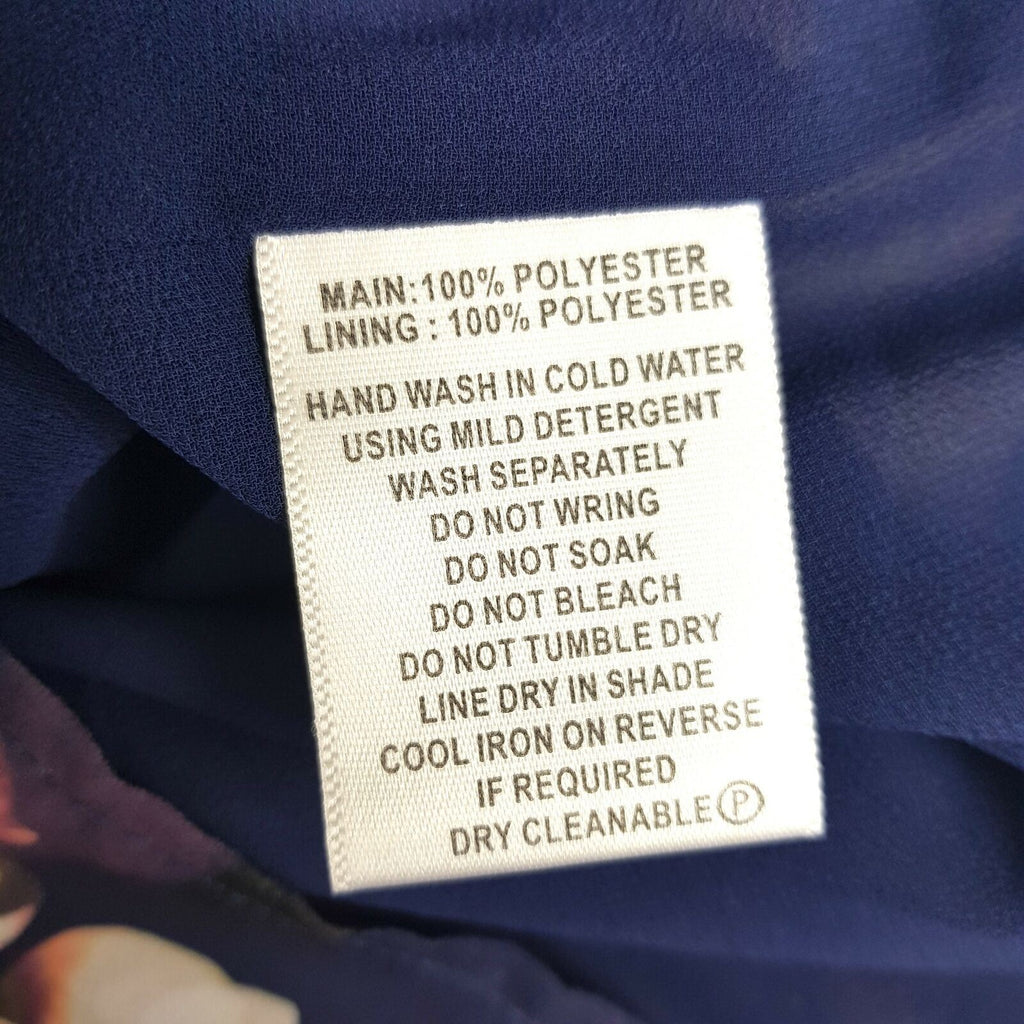 MAIN:100% POLYESTER
LINING : 100% POLYESTER
HAND WASH IN COLD WATER
USING MILD DETERGENT
WASH SEPARATELY
DO NOT WRING
DO NOT SOAK
DO NOT BLEACH
DO NOT TUMBLE DRY
LINE DRY IN SHADE
COOL IRON ON REVERSE
IF REQUIRED
DRY CLEANABLE Ⓟ